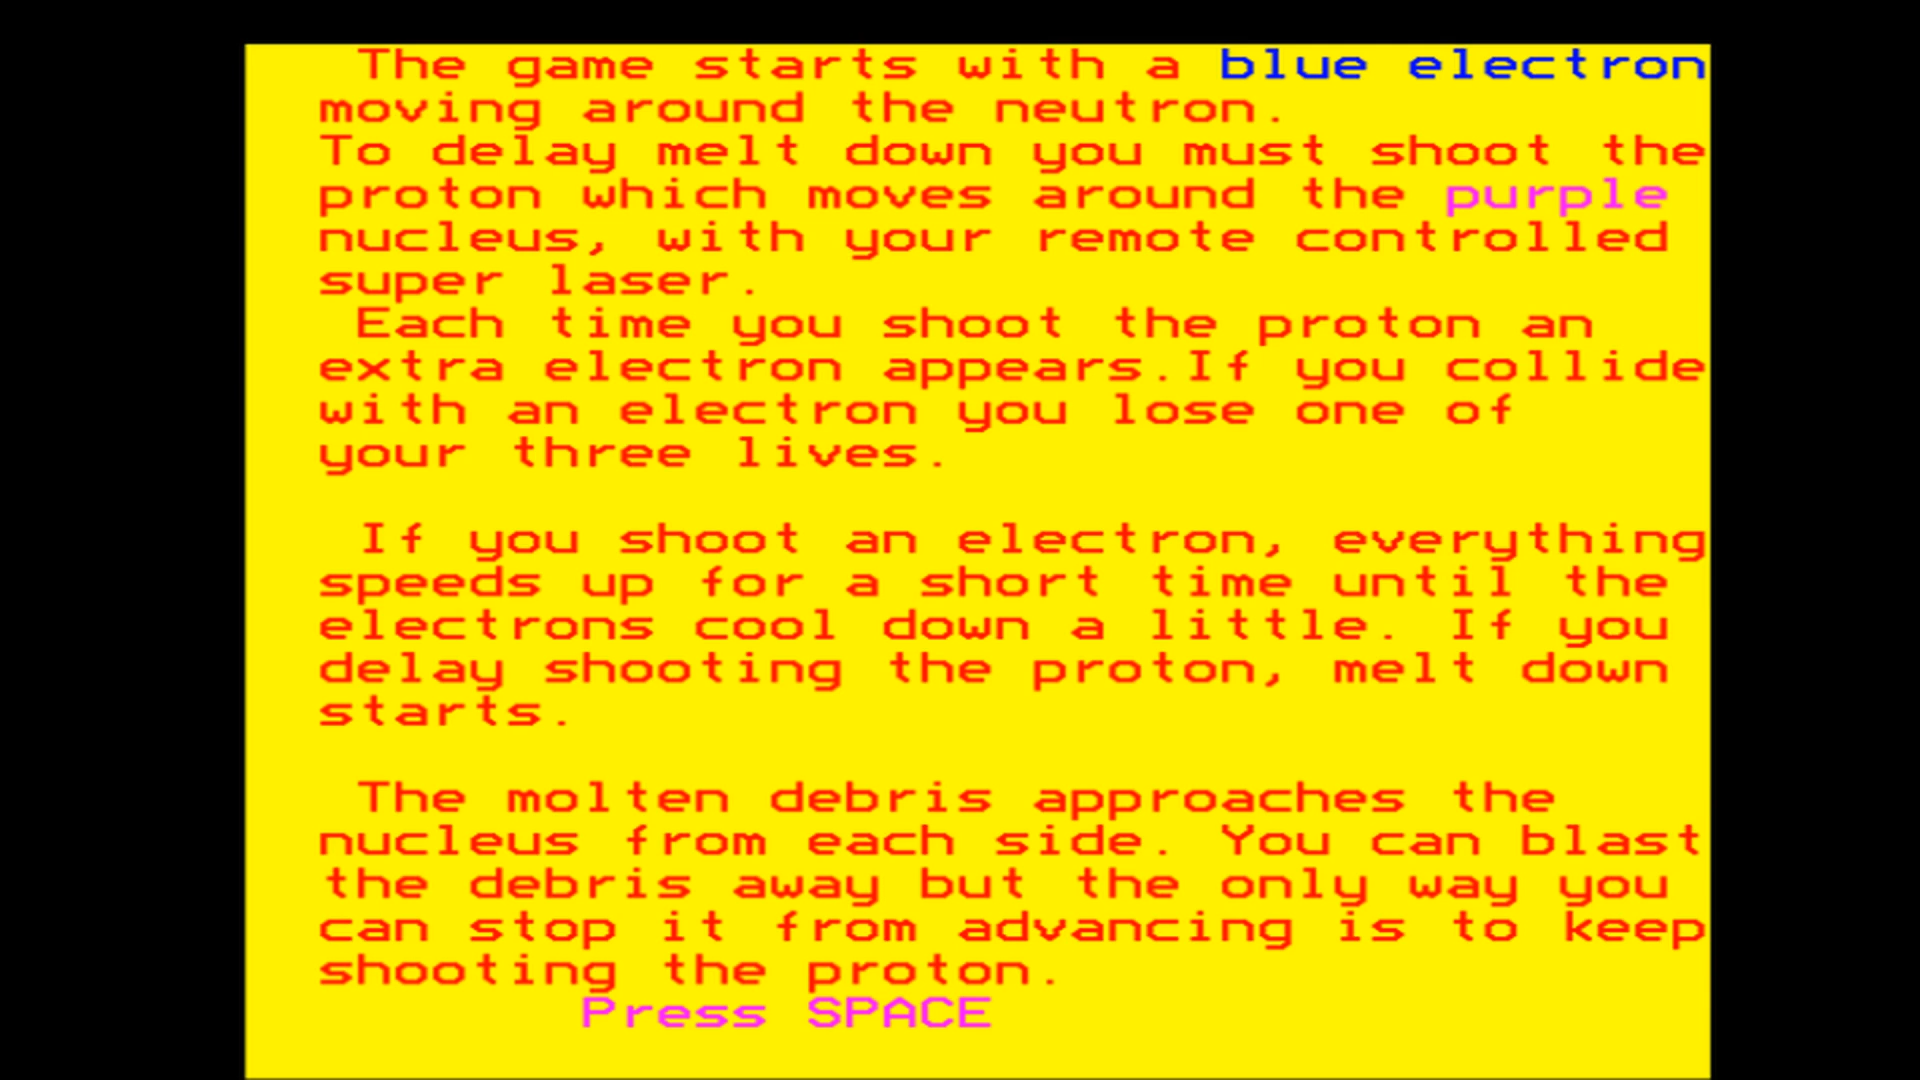 The game starts with a blue electron
moving around the neutron.
To delay melt down you must shoot the
proton which moves around the purple
nucleus, with your remote controlled
super laser.
Each time you shoot the proton an
extra electron appears.If you collide
with an electron you lose one of
your three lives.
If you shoot an electron, everything
speeds up for a short time until the
electrons cool down a little. If you
delay shooting the proton, melt down
starts.
The molten debris approaches the
nucleus from each side. You can blast
the debris away but the only way you
can stop it from advancing is to keep
shooting the proton.
Press SPACE